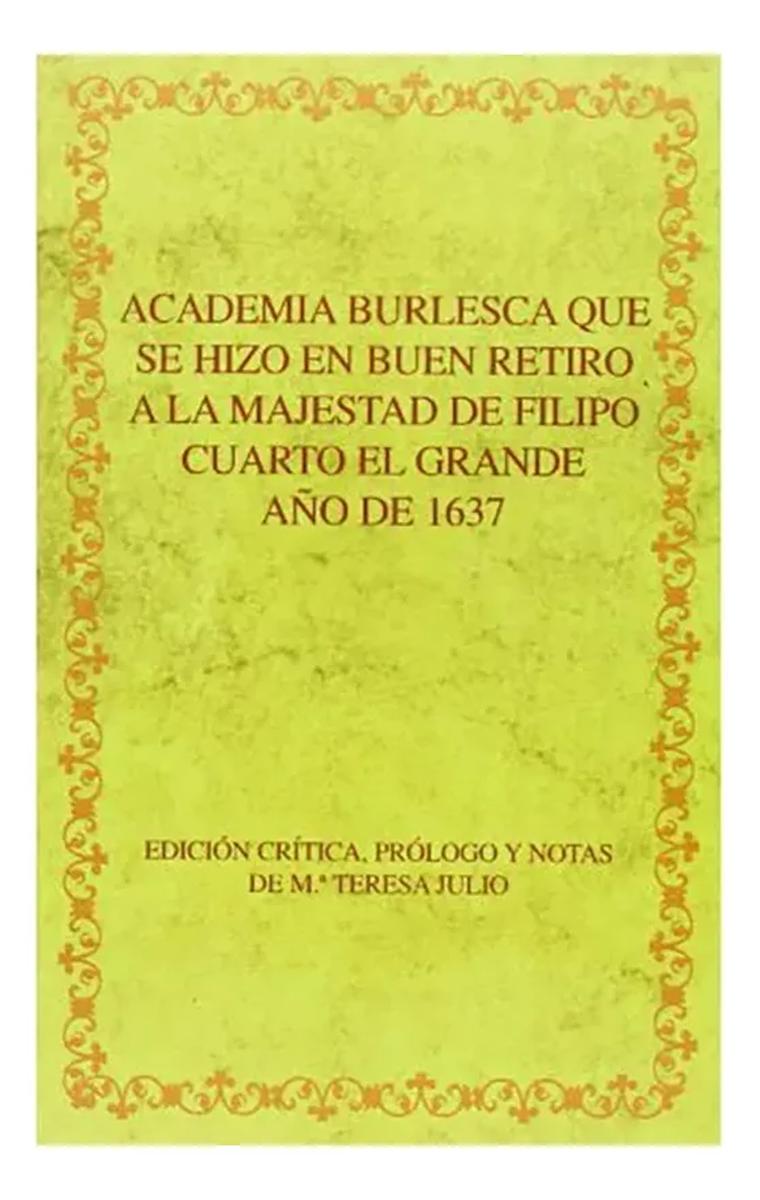 ACADEMIA BURLESCA QUE
SE HIZO EN BUEN RETIRO
A LA MAJESTAD DE FILIPO
CUARTO EL GRANDE
AÑO DE 1637
EDICIÓN CRÍTICA, PRÓLOGO Y NOTAS
DE M.ª TERESA JULIO